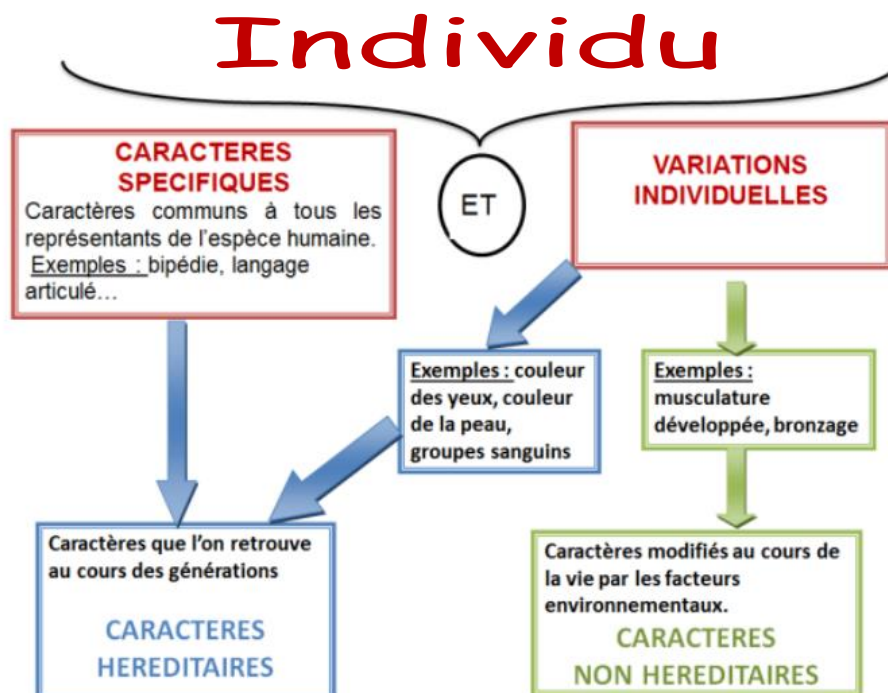 Individu
CARACTERES
SPECIFIQUES
Caractères communs à tous les
représentants de l'espèce humaine.
Exemples : bipédie, langage
articulé…
ET
VARIATIONS
INDIVIDUELLES
Exemples : couleur
des yeux, couleur
de la peau,
groupes sanguins
Exemples :
musculature
développée, bronzage
Caractères que l'on retrouve
au cours des générations
CARACTERES
HEREDITAIRES
Caractères modifiés au cours de
la vie par les facteurs
environnementaux.
CARACTERES
NON HEREDITAIRES